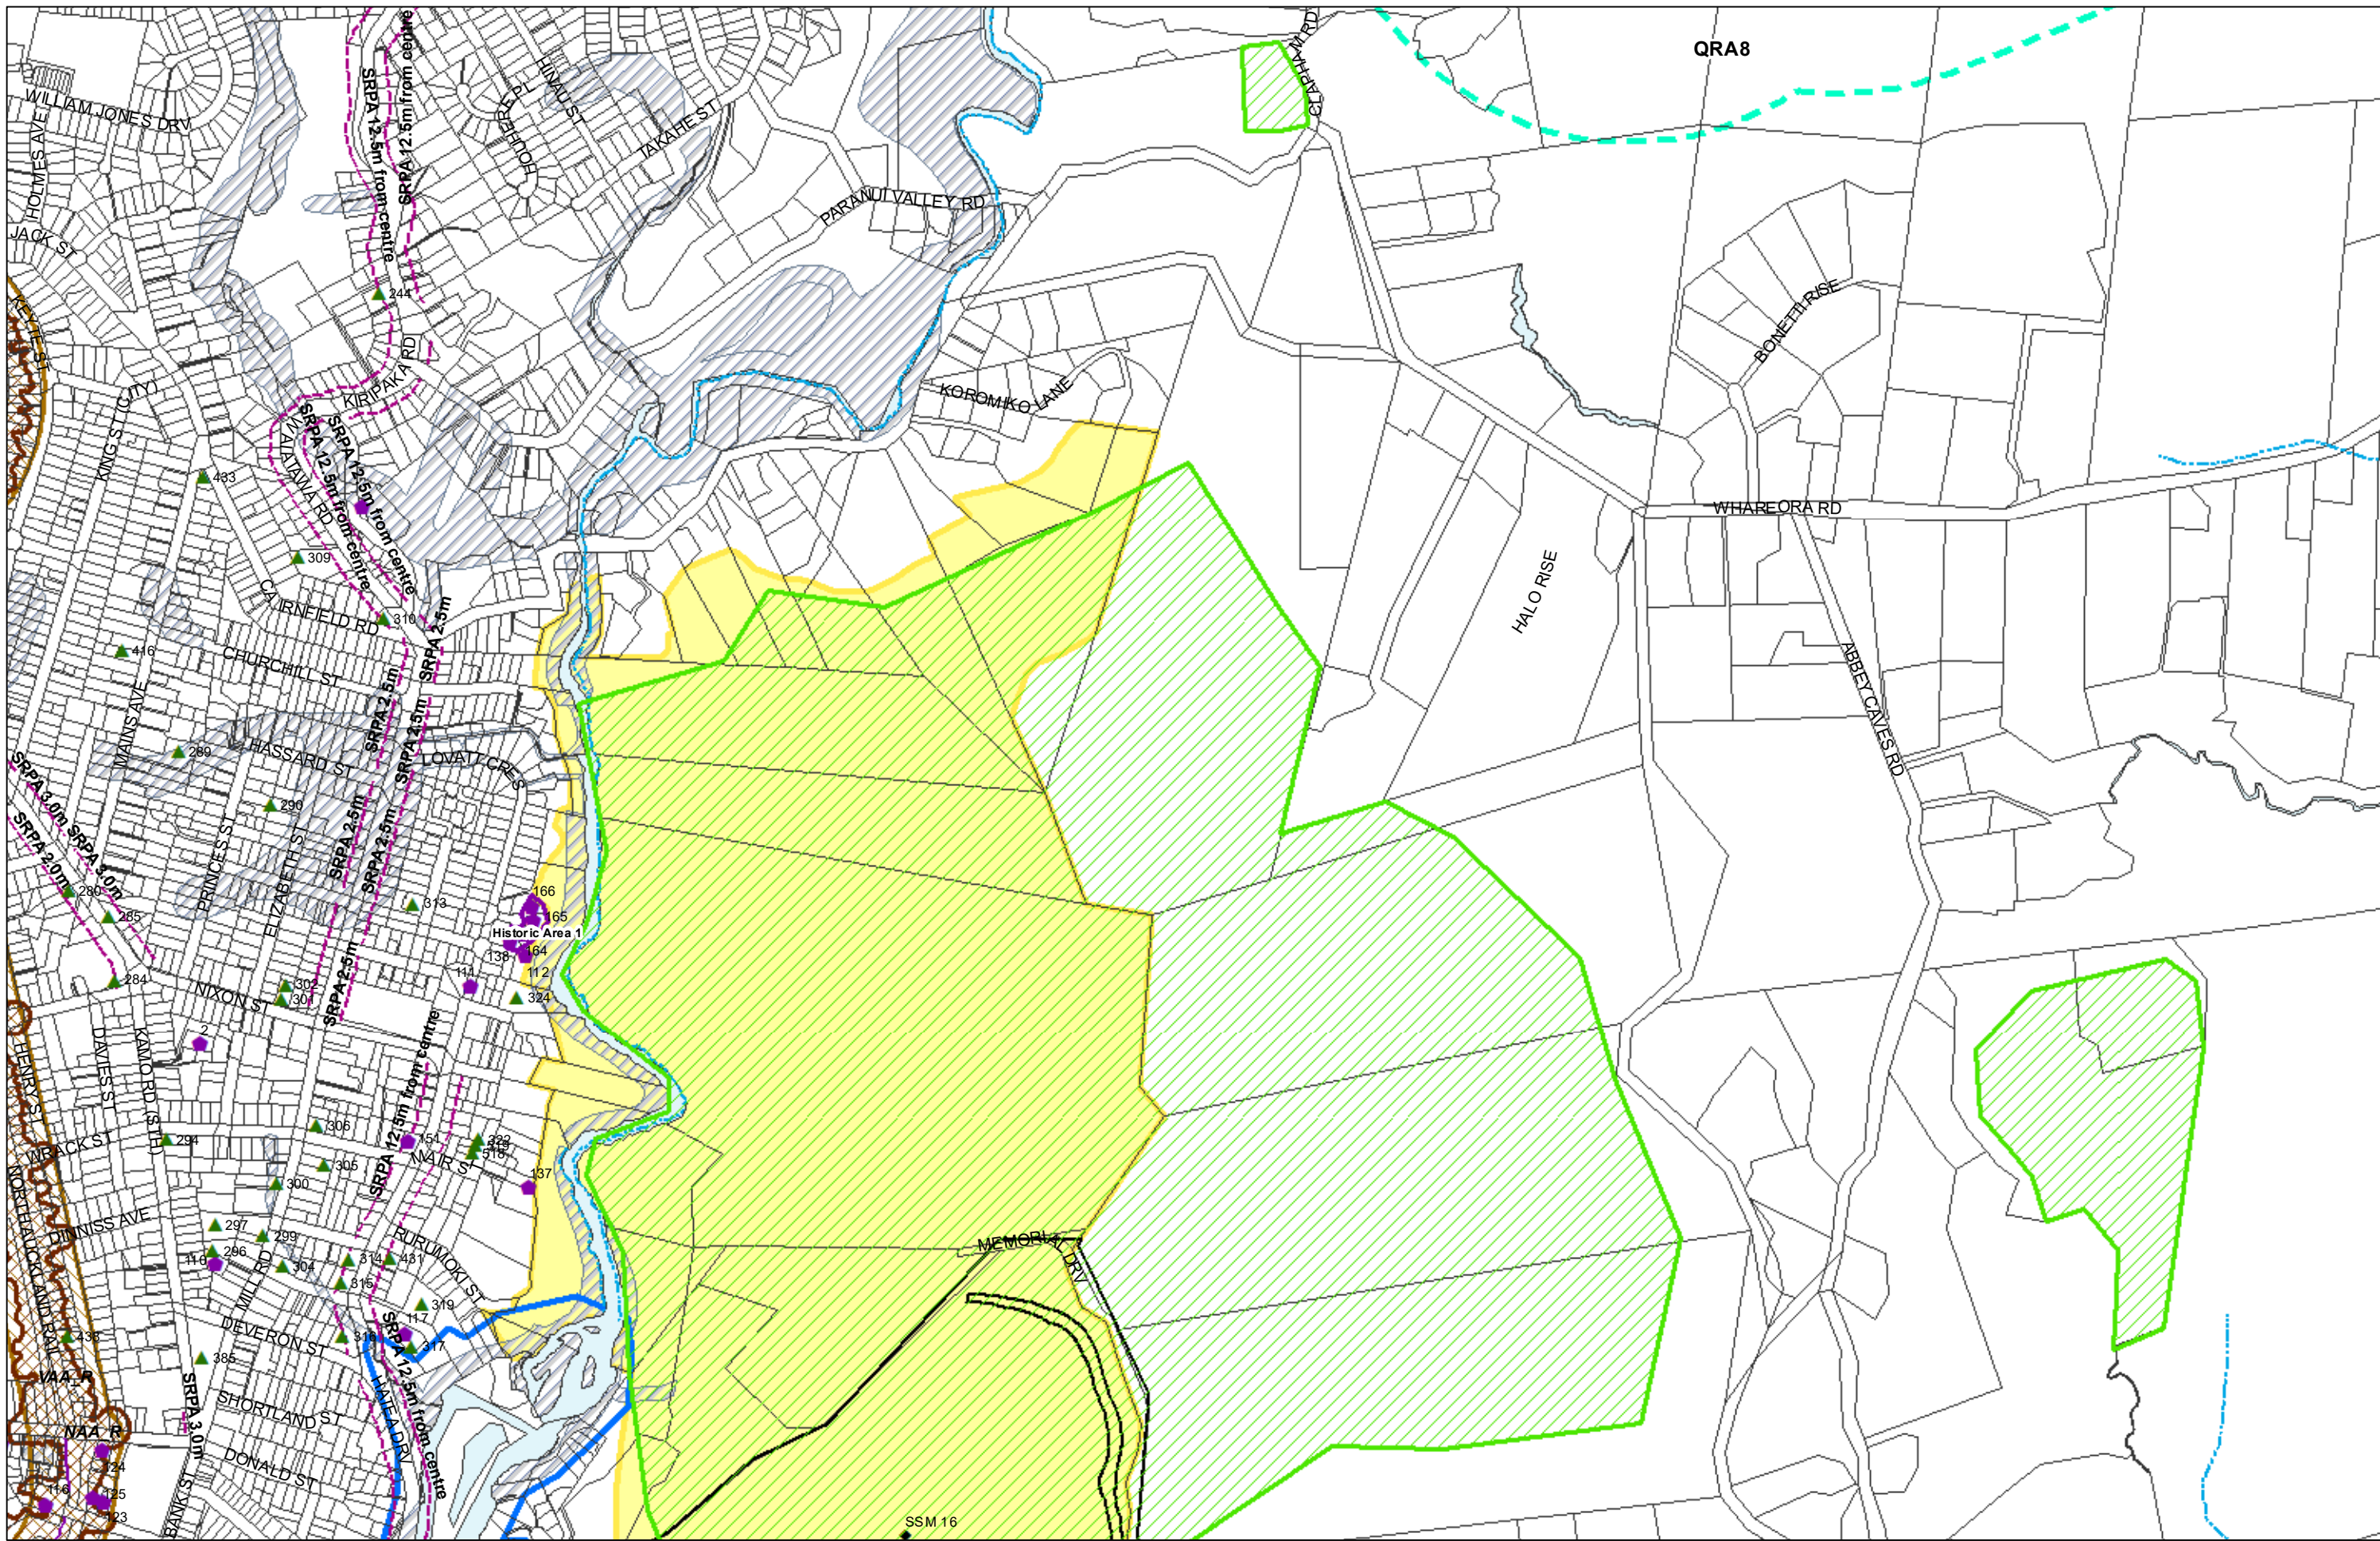 QRA8
CLAPHAM RD
SRPA 12.5m from centre
SRPA 12.5m from centre
HINAU ST
HOUHERE PL
TAKAHE ST
WILLIAM JONES DRV
HOLMES AVE
JACK ST
PARANUI VALLEY RD
KEYTE ST
244
BONETTI RISE
KIRIPAKA RD
KING ST (CITY)
KOROMIKO LANE
SRPA 12.5m from centre
SRPA 12.5m from centre
WHAREORA RD
433
309
HALO RISE
CAIRNFIELD RD
310
SRPA 2.5m
416
CHURCHILL ST
ABBEY CAVES RD
SRPA 2.5m
MAINS AVE
SRPA 2.5m
289
HASSARD ST
LOVATT CRES
SRPA 3.0m
SRPA 3.0m
SRPA 2.0m
290
SRPA 2.5m
SRPA 2.5m
PRINCESS ST
ELIZABETH ST
280
285
313
166
165
Historic Area 1
164
138
112
111
324
284
NIXON ST
302
301
SRPA 2.5m
2
HENRY ST
DAVIES ST
KAMO RD (STH)
SRPA 12.5m from centre
306
294
WRACK ST
151
322
518
NAIR ST
305
300
137
NORTHAUCKLAND RAIL
DINNISS AVE
297
299
296
110
304
MILL RD
314
431
RURUMOKI ST
315
MEMORIAL DRV
319
117
DEVERON ST
316
317
438
385
VAA_R
SRPA 3.0m
SHORTLAND ST
HATEA DRV
SRPA 12.5m from centre
NAA_R
124
DONALD ST
116
125
123
BANK ST
SSM 16